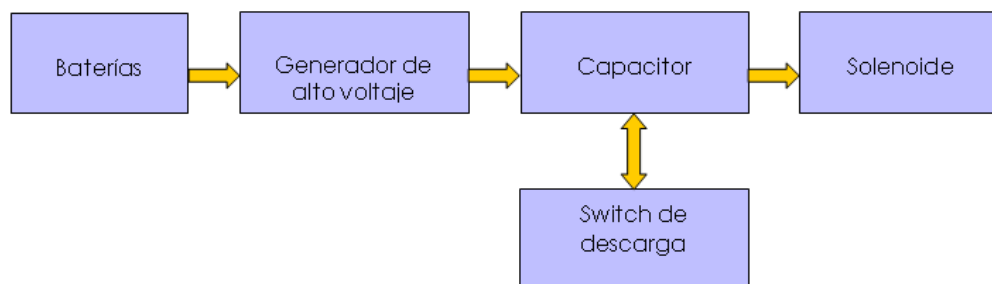 Baterías
Generador de
alto voltaje
Capacitor
Solenoide
Switch de
descarga